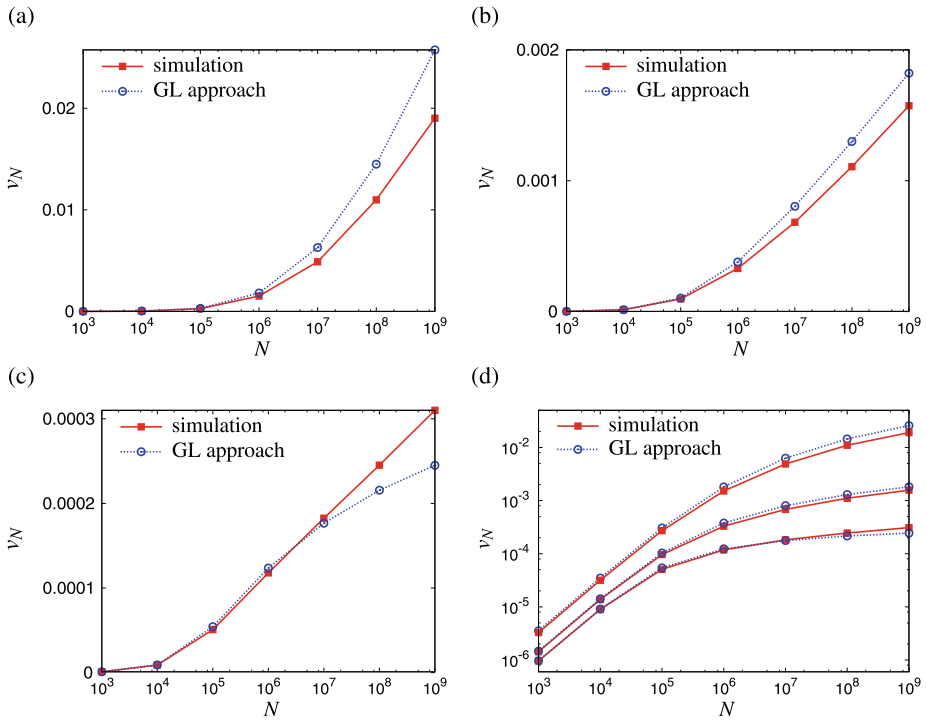 (a)
simulation
GL approach
0.02
0.01
0
v_N
10^3 10^4 10^5 10^6 10^7 10^8 10^9
N
(b)
simulation
GL approach
0.002
0.001
0
v_N
10^3 10^4 10^5 10^6 10^7 10^8 10^9
N
(c)
simulation
GL approach
0.0003
0.0002
0.0001
0
v_N
10^3 10^4 10^5 10^6 10^7 10^8 10^9
N
(d)
simulation
GL approach
10^-2
10^-3
10^-4
10^-5
10^-6
v_N
10^3 10^4 10^5 10^6 10^7 10^8 10^9
N